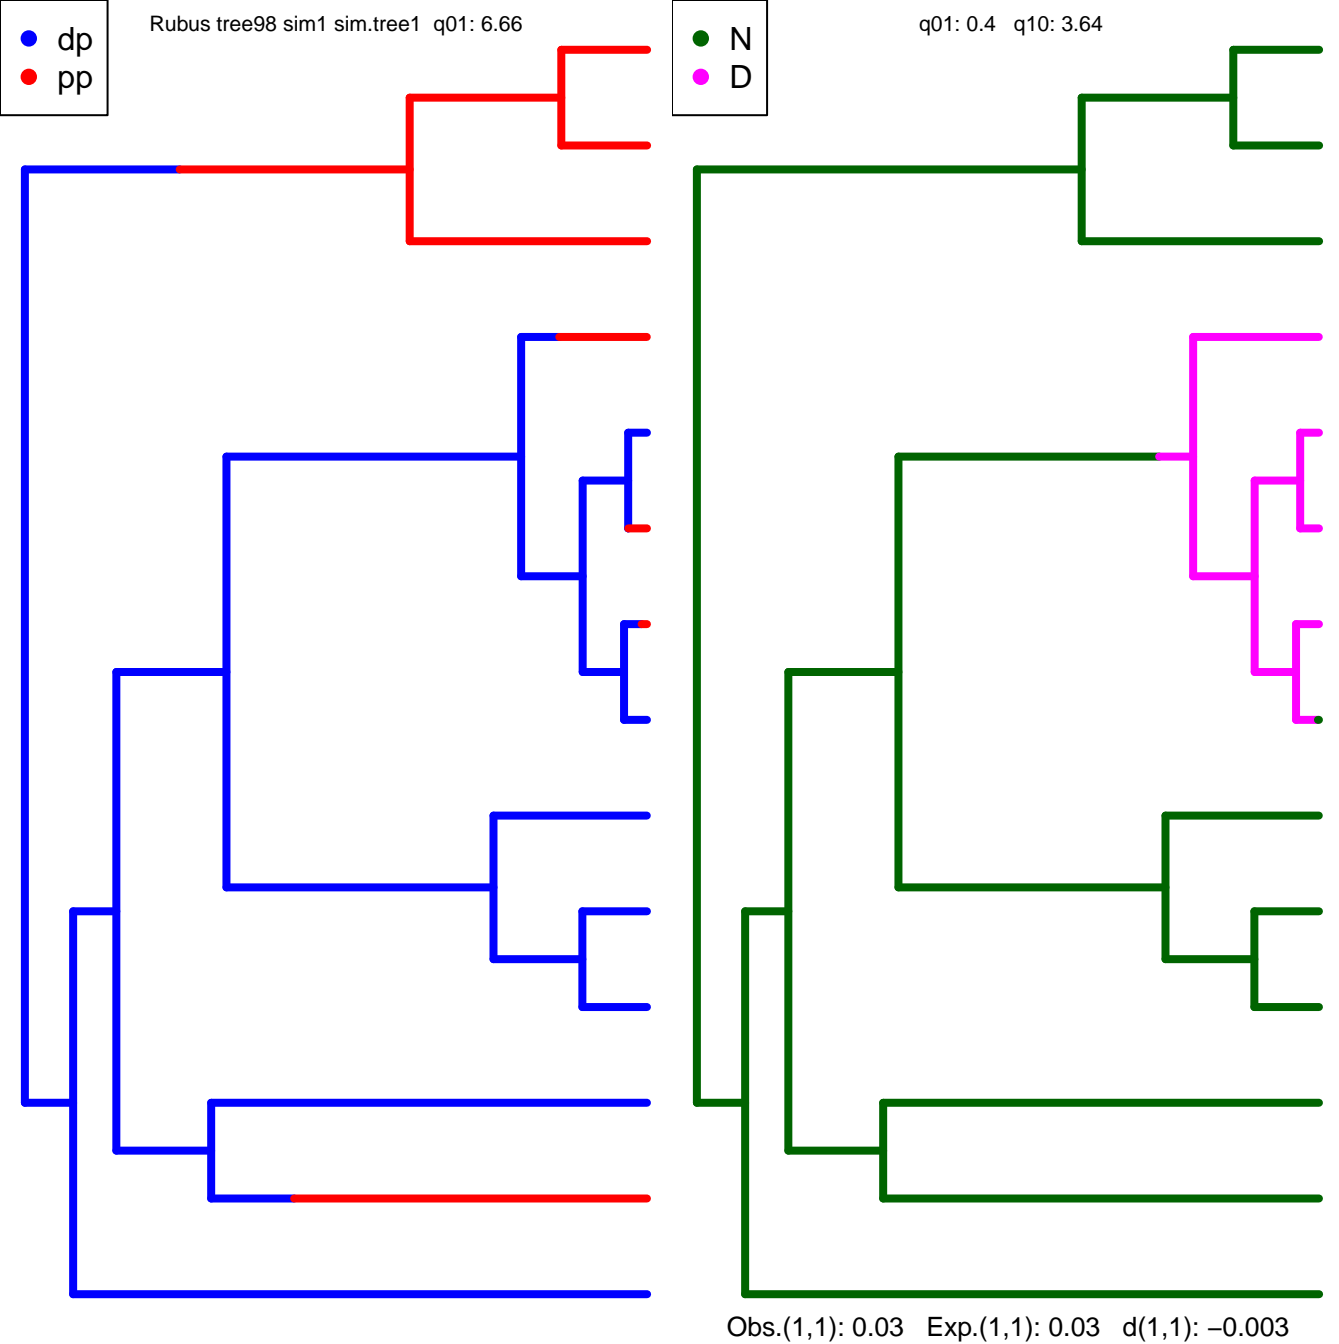 Rubus tree98 sim1 sim.tree1  q01: 6.66
dp
pp
q01: 0.4   q10: 3.64
N
D
Obs.(1,1): 0.03   Exp.(1,1): 0.03   d(1,1): −0.003